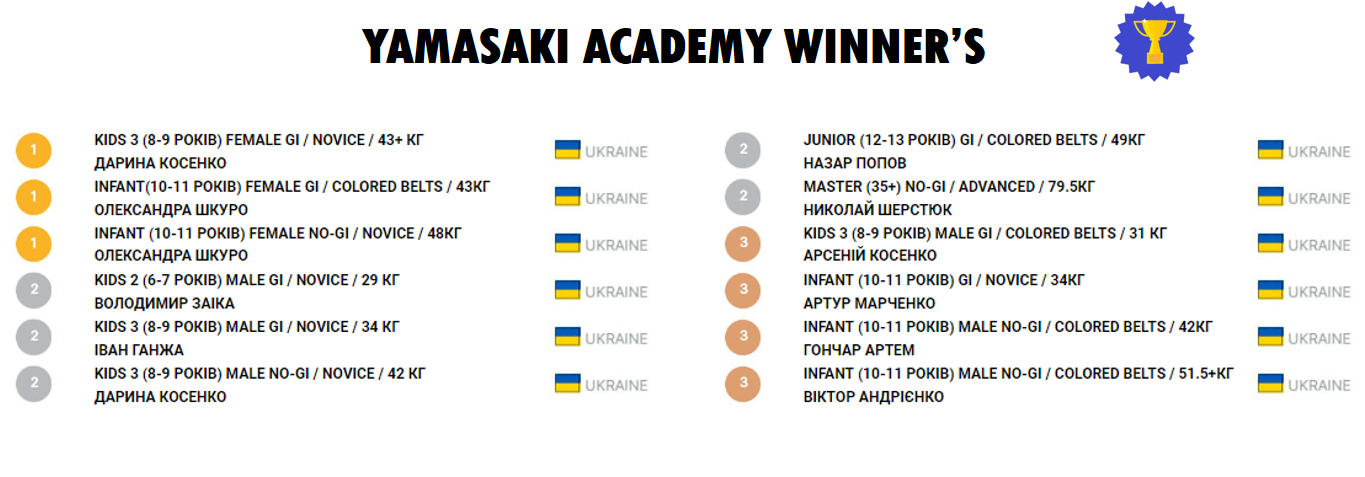 YAMASAKI ACADEMY WINNER’S
1
KIDS 3 (8-9 РОКІВ) FEMALE GI / NOVICE / 43+ КГ
ДАРИНА КОСЕНКО
UKRAINE
1
INFANT(10-11 РОКІВ) FEMALE GI / COLORED BELTS / 43КГ
ОЛЕКСАНДРА ШКУРО
UKRAINE
1
INFANT (10-11 РОКІВ) FEMALE NO-GI / NOVICE / 48КГ
ОЛЕКСАНДРА ШКУРО
UKRAINE
2
KIDS 2 (6-7 РОКІВ) MALE GI / NOVICE / 29 КГ
ВОЛОДИМИР ЗАІКА
UKRAINE
2
KIDS 3 (8-9 РОКІВ) MALE GI / NOVICE / 34 КГ
ІВАН ГАНЖА
UKRAINE
2
KIDS 3 (8-9 РОКІВ) MALE NO-GI / NOVICE / 42 КГ
ДАРИНА КОСЕНКО
UKRAINE
2
JUNIOR (12-13 РОКІВ) GI / COLORED BELTS / 49КГ
НАЗАР ПОПОВ
UKRAINE
2
MASTER (35+) NO-GI / ADVANCED / 79.5КГ
НИКОЛАЙ ШЕРСТЮК
UKRAINE
3
KIDS 3 (8-9 РОКІВ) MALE GI / COLORED BELTS / 31 КГ
АРСЕНІЙ КОСЕНКО
UKRAINE
3
INFANT (10-11 РОКІВ) GI / NOVICE / 34КГ
АРТУР МАРЧЕНКО
UKRAINE
3
INFANT (10-11 РОКІВ) MALE NO-GI / COLORED BELTS / 42КГ
ГОНЧАР АРТЕМ
UKRAINE
3
INFANT (10-11 РОКІВ) MALE NO-GI / COLORED BELTS / 51.5+КГ
ВІКТОР АНДРІЄНКО
UKRAINE